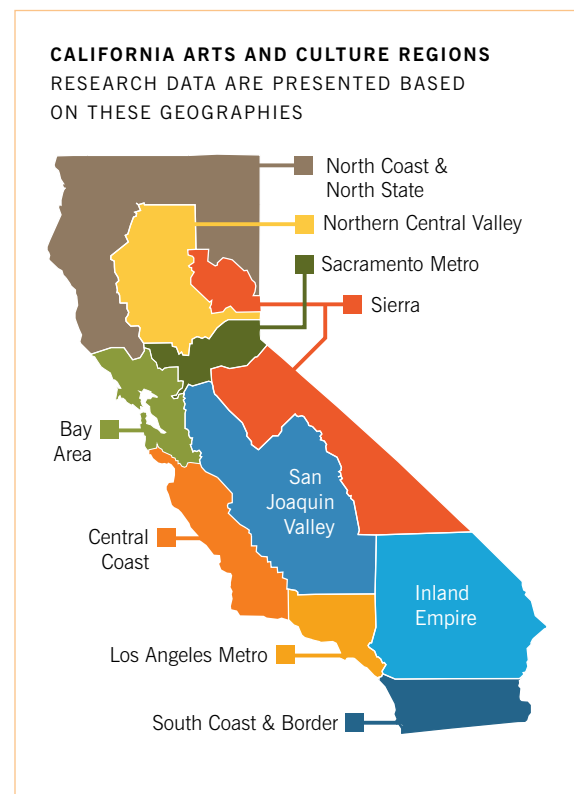 CALIFORNIA ARTS AND CULTURE REGIONS
RESEARCH DATA ARE PRESENTED BASED
ON THESE GEOGRAPHIES
North Coast &
North State
Northern Central Valley
Sacramento Metro
Sierra
Bay
Area
San
Joaquin
Valley
Central
Coast
Inland
Empire
Los Angeles Metro
South Coast & Border